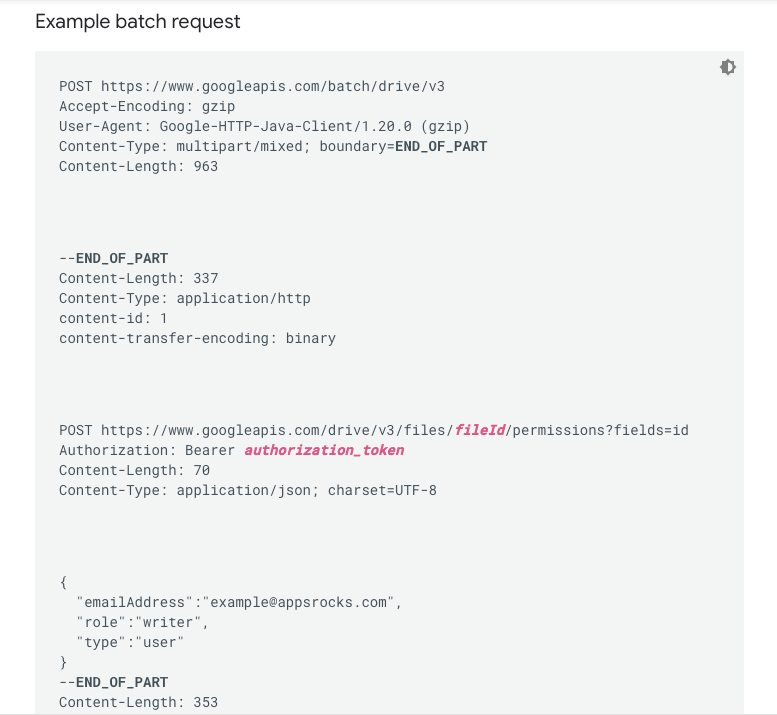 Example batch request
POST https://www.googleapis.com/batch/drive/v3
Accept-Encoding: gzip
User-Agent: Google-HTTP-Java-Client/1.20.0 (gzip)
Content-Type: multipart/mixed; boundary=END_OF_PART
Content-Length: 963
--END_OF_PART
Content-Length: 337
Content-Type: application/http
content-id: 1
content-transfer-encoding: binary
POST https://www.googleapis.com/drive/v3/files/fileId/permissions?fields=id
Authorization: Bearer authorization_token
Content-Length: 70
Content-Type: application/json; charset=UTF-8
{
  "emailAddress":"example@appsrocks.com",
  "role":"writer",
  "type":"user"
}
--END_OF_PART
Content-Length: 353